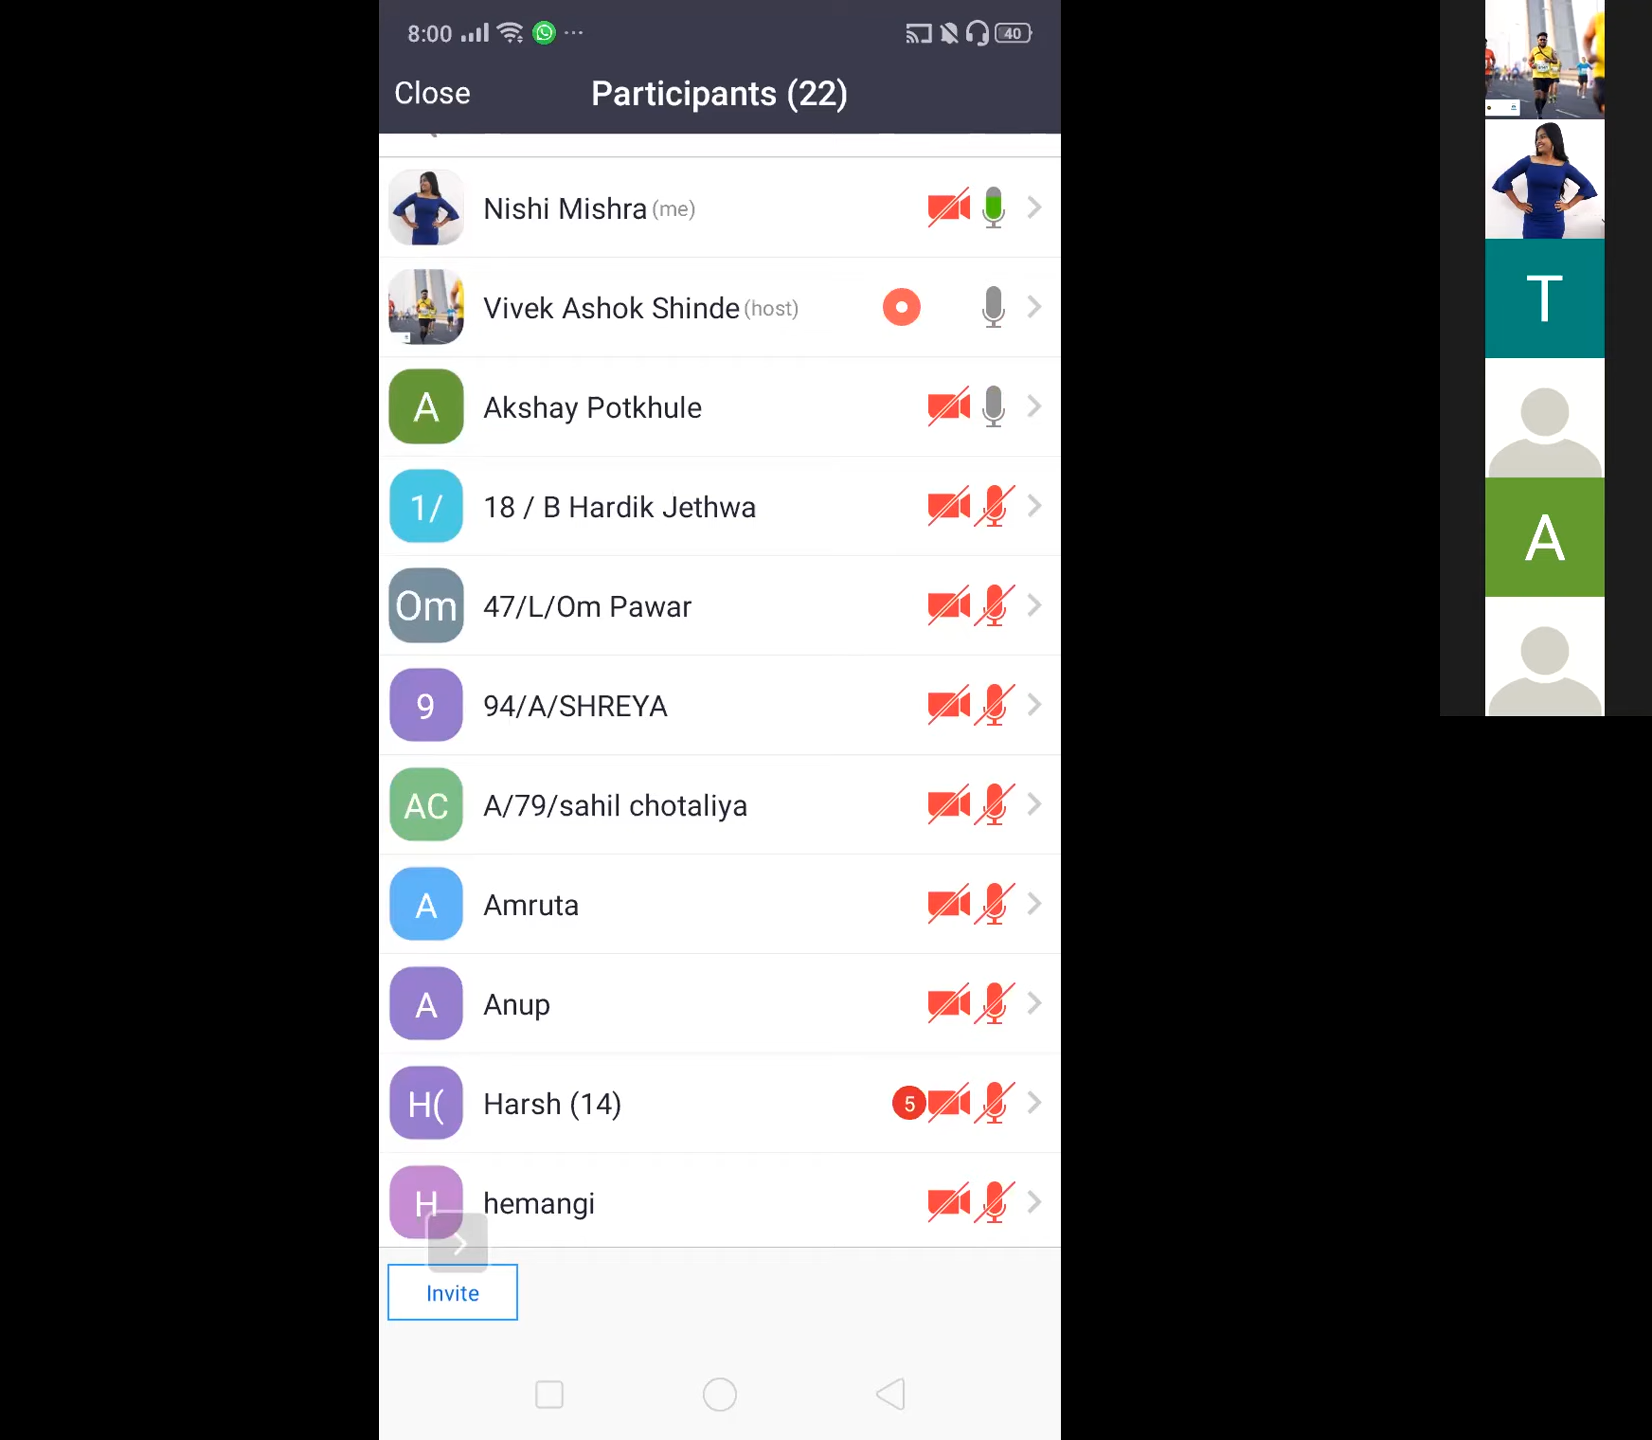 8:00 ... 40
Close Participants (22)
Nishi Mishra (me)
Vivek Ashok Shinde (host)
A Akshay Potkhule
1/ 18 / B Hardik Jethwa
Om 47/L/Om Pawar
9 94/A/SHREYA
AC A/79/sahil chotaliya
A Amruta
A Anup
H( Harsh (14) 5
H hemangi
Invite
T
A